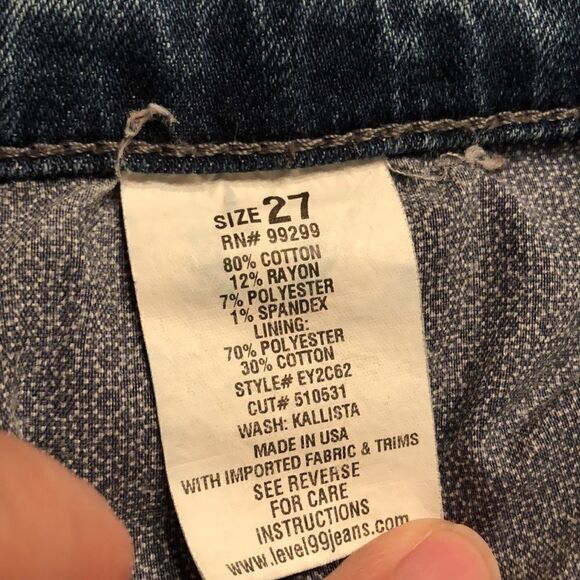 SIZE 27
RN# 99299
80% COTTON
12% RAYON
7% POLYESTER
1% SPANDEX
LINING:
70% POLYESTER
30% COTTON
STYLE# EY2C62
CUT# 510531
WASH: KALLISTA
MADE IN USA
WITH IMPORTED FABRIC & TRIMS
SEE REVERSE
FOR CARE
INSTRUCTIONS
www.level99jeans.com